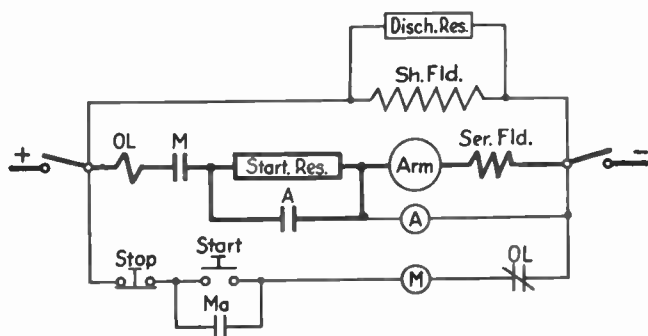 Disch.Res.
Sh.Fld.
+ OL M Start. Res. Arm Ser. Fld. −
A A
Stop Start M OL
Ma